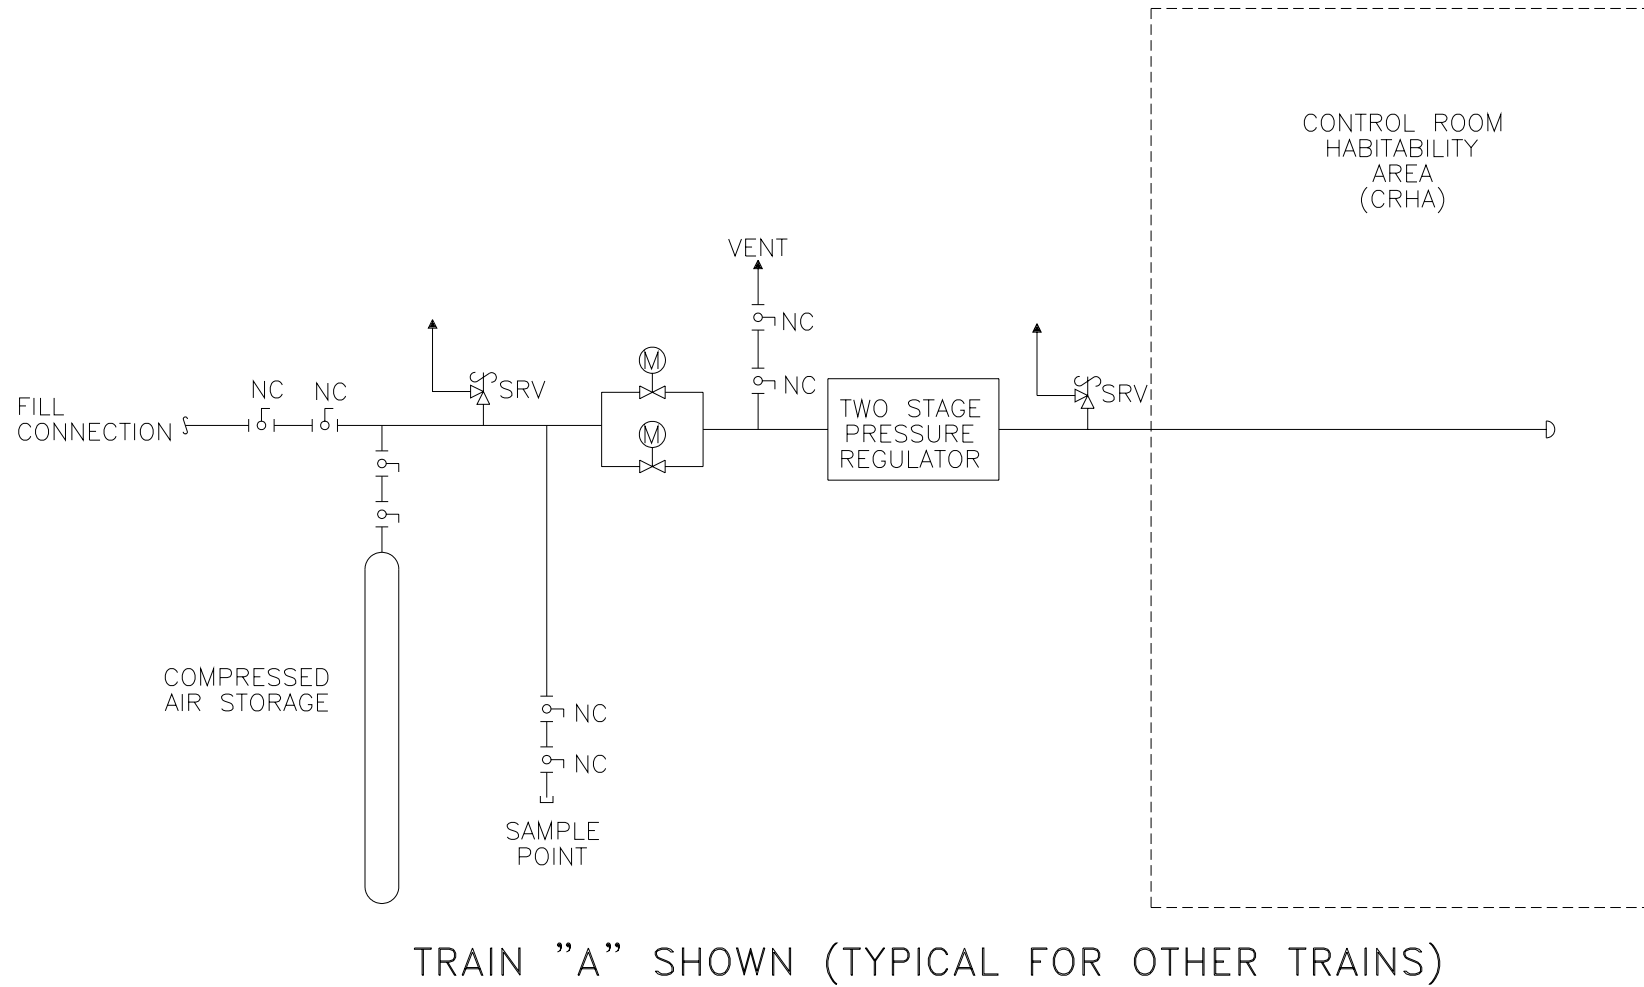 CONTROL ROOM
HABITABILITY
AREA
(CRHA)
VENT
NC
NC
NC
NC
SRV
SRV
M
M
FILL
CONNECTION
TWO STAGE
PRESSURE
REGULATOR
COMPRESSED
AIR STORAGE
NC
NC
SAMPLE
POINT
TRAIN "A" SHOWN (TYPICAL FOR OTHER TRAINS)